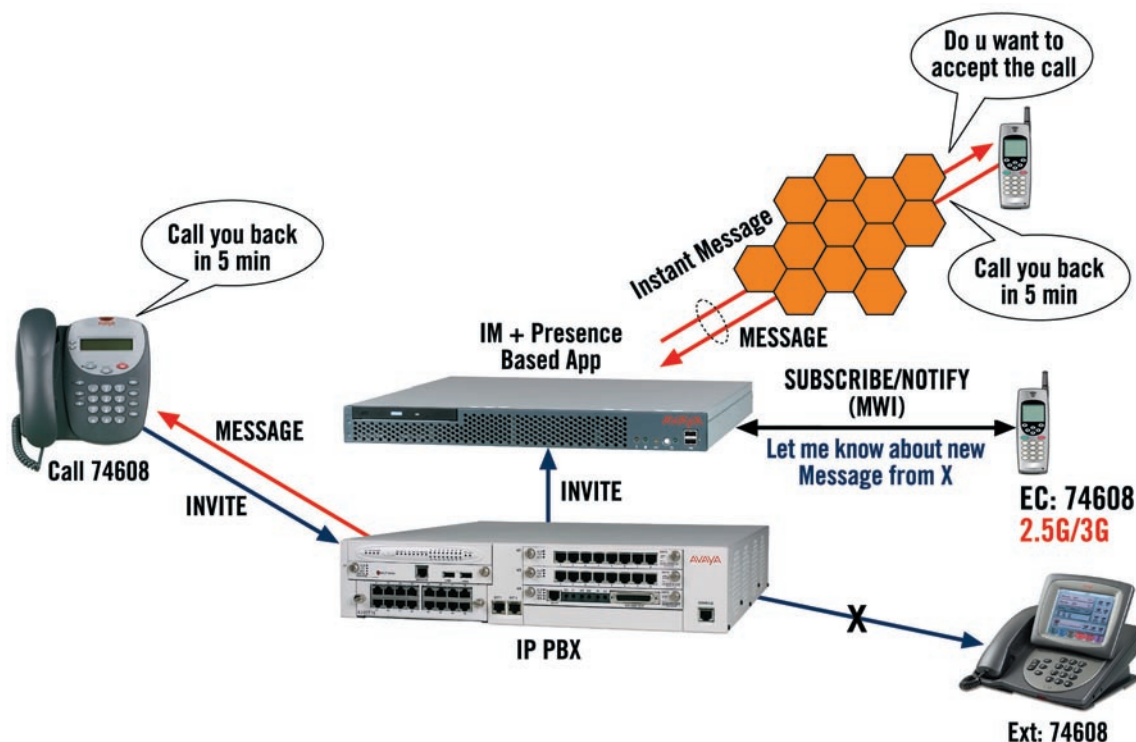 Do u want to
accept the call
Call you back
in 5 min
Instant Message
Call you back
in 5 min
IM + Presence
Based App
MESSAGE
SUBSCRIBE/NOTIFY
(MWI)
AVAYA
Let me know about new
Message from X
MESSAGE
Call 74608
INVITE
INVITE
EC: 74608
2.5G/3G
AVAYA
X
IP PBX
Ext: 74608